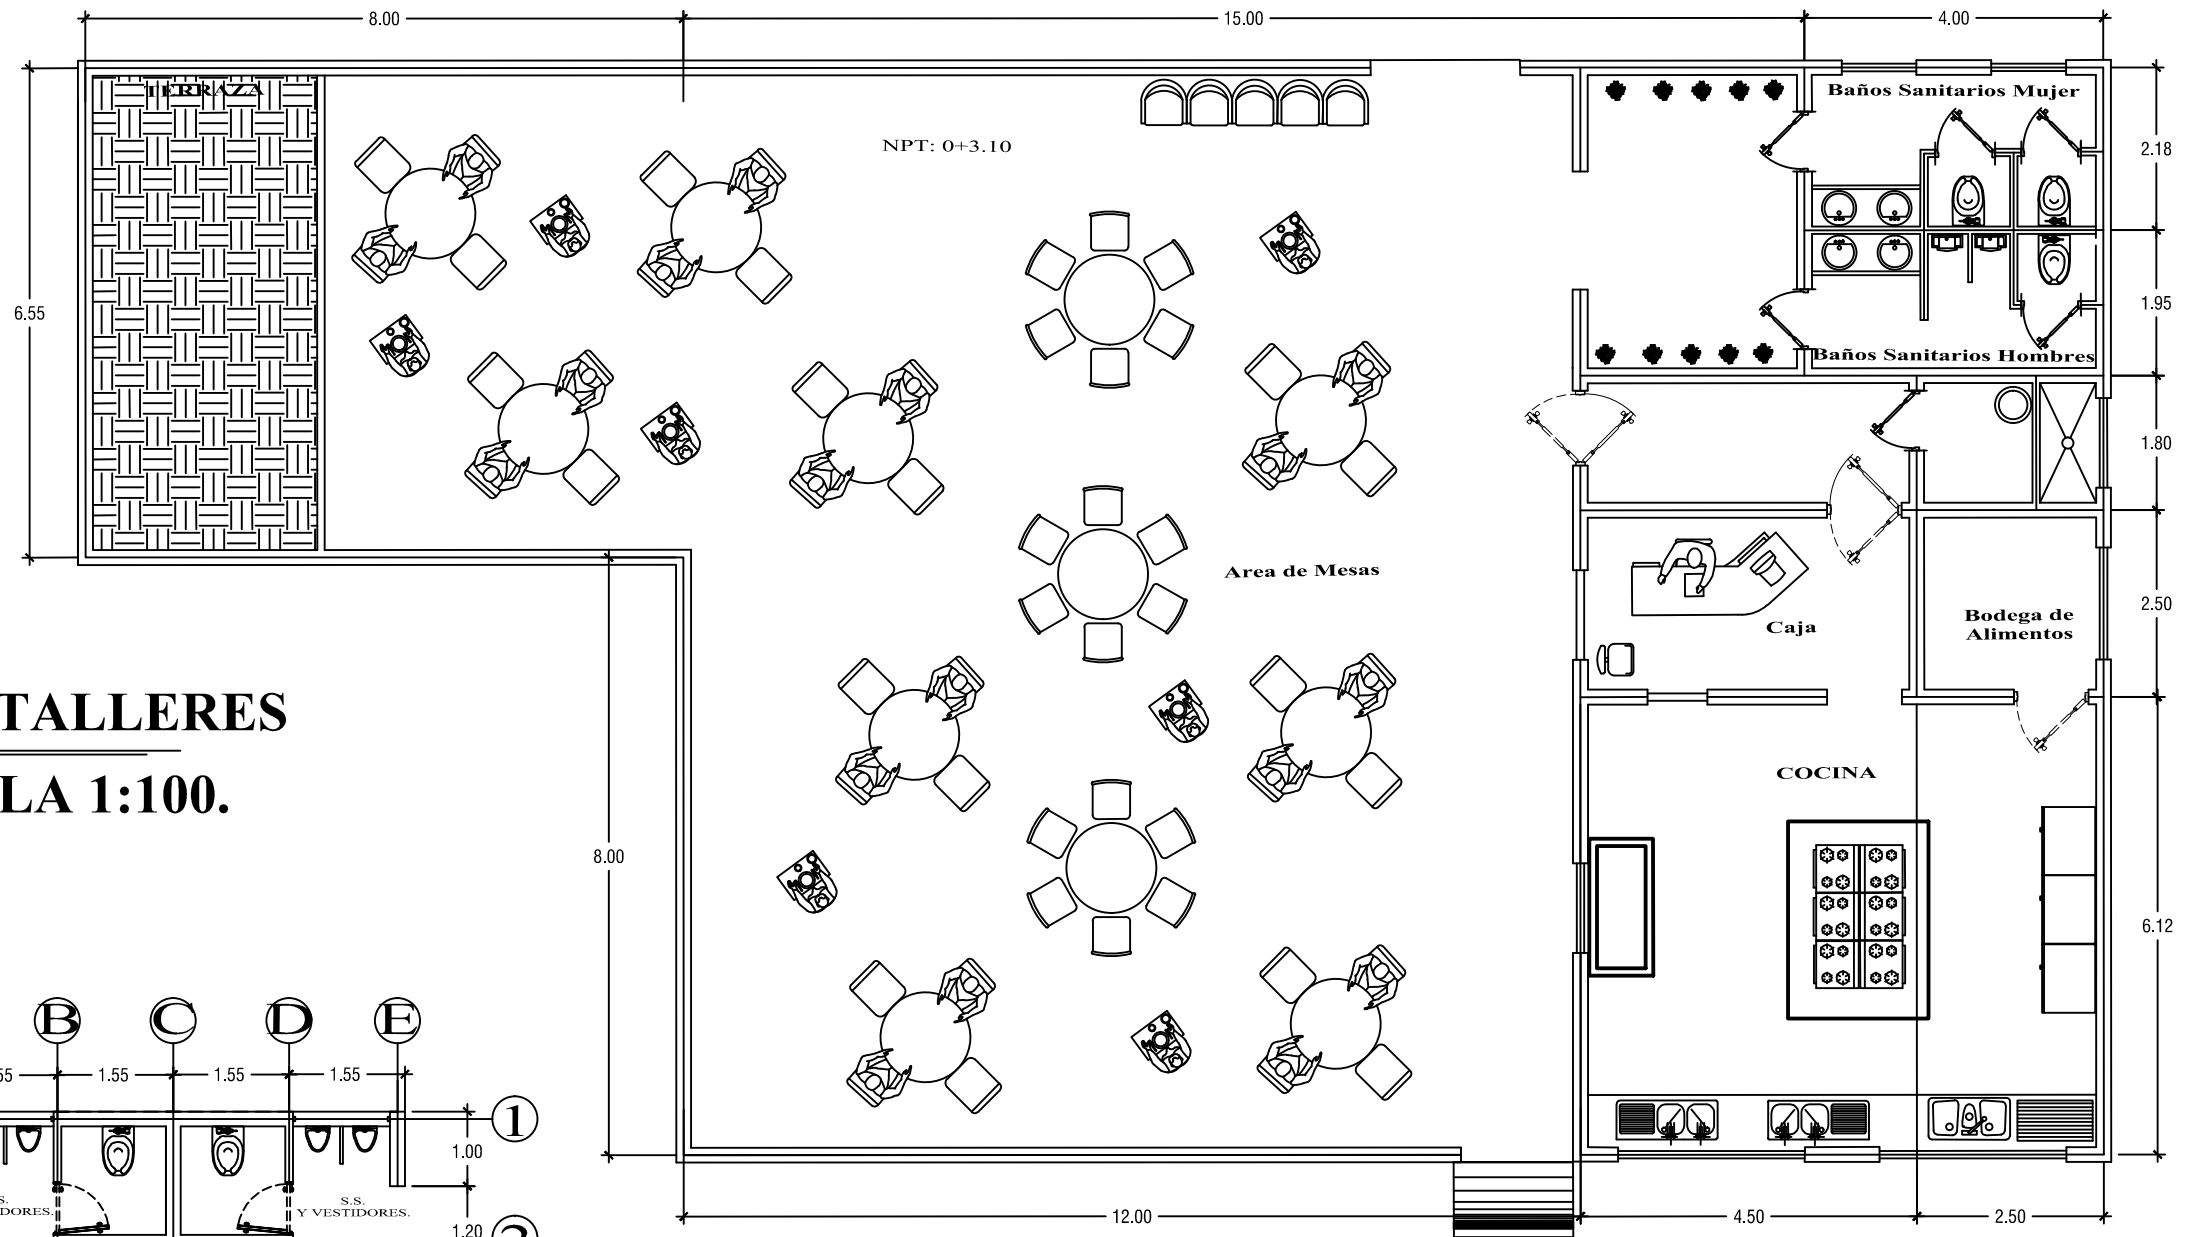 8.00
15.00
4.00
TERRAZA
Baños Sanitarios Mujer
NPT: 0+3.10
2.18
6.55
1.95
Baños Sanitarios Hombres
1.80
Area de Mesas
2.50
Bodega de
Alimentos
Caja
TALLERES
LA 1:100.
COCINA
8.00
6.12
B
C
D
E
55
1.55
1.55
1.55
1
1.00
S.
DORES.
S.S.
Y VESTIDORES.
1.20
12.00
4.50
2.50